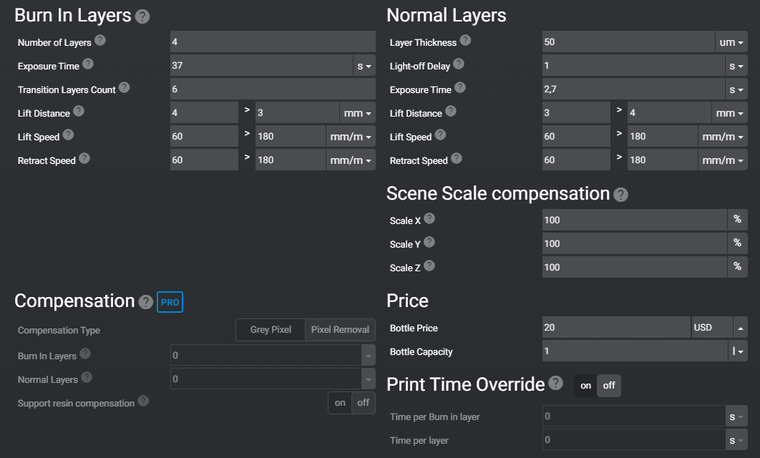 Burn In Layers ?
Number of Layers ? 4
Exposure Time ? 37 s
Transition Layers Count ? 6
Lift Distance ? 4 > 3 mm
Lift Speed ? 60 > 180 mm/m
Retract Speed ? 60 > 180 mm/m
Normal Layers
Layer Thickness ? 50 um
Light-off Delay ? 1 s
Exposure Time ? 2,7 s
Lift Distance ? 3 > 4 mm
Lift Speed ? 60 > 180 mm/m
Retract Speed ? 60 > 180 mm/m
Scene Scale compensation ?
Scale X ? 100 %
Scale Y ? 100 %
Scale Z ? 100 %
Compensation ? PRO
Compensation Type Grey Pixel Pixel Removal
Burn In Layers ? 0
Normal Layers ? 0
Support resin compensation ? on off
Price
Bottle Price 20 USD
Bottle Capacity 1 l
Print Time Override ? on off
Time per Burn in layer 0 s
Time per layer 0 s